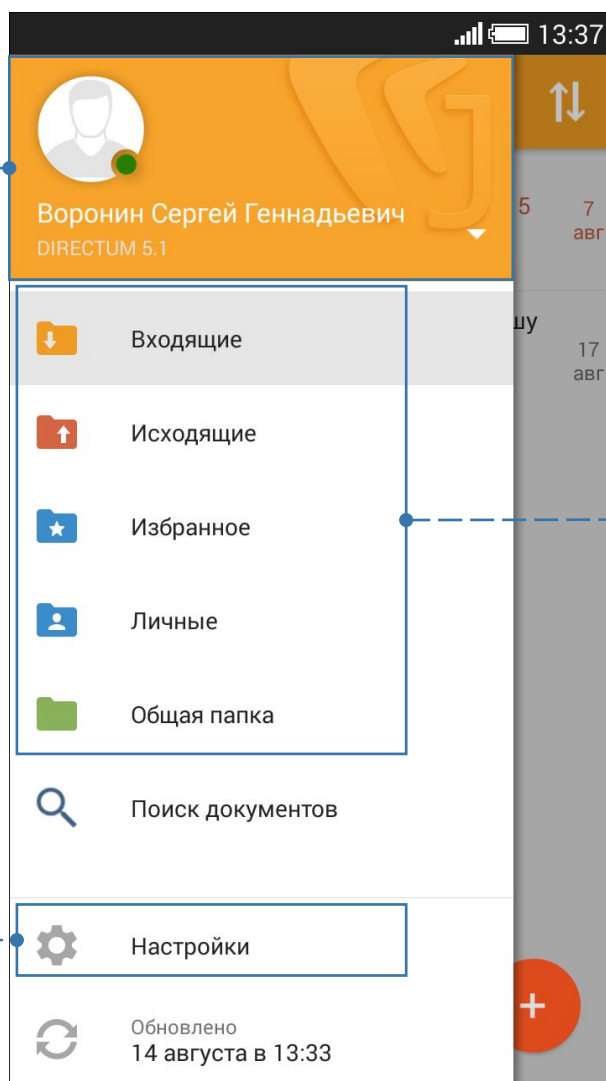 13:37
Воронин Сергей Геннадьевич
DIRECTUM 5.1
5 7
авг
шу
17
авг
Входящие
Исходящие
Избранное
Личные
Общая папка
Поиск документов
Настройки
Обновлено
14 августа в 13:33